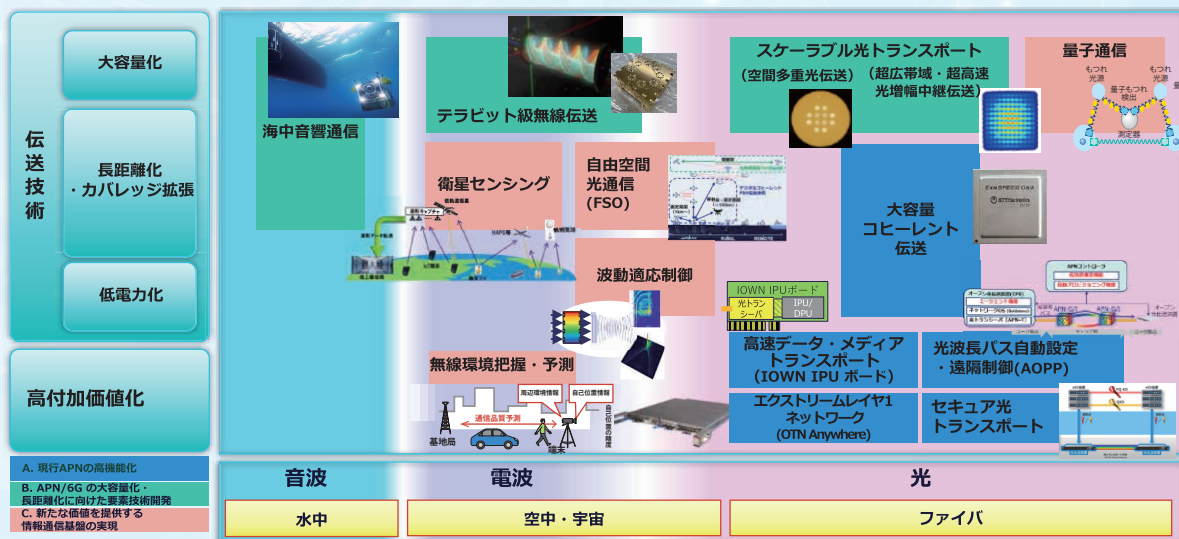 伝送技術
大容量化
長距離化
・カバレッジ拡張
低電力化
高付加価値化
A. 現行APNの高機能化
B. APN/6G の大容量化・
長距離化に向けた要素技術開発
C. 新たな価値を提供する
情報通信基盤の実現
海中音響通信
テラビット級無線伝送
スケーラブル光トランスポート
(空間多重光伝送)
(超広帯域・超高速
光増幅中継伝送)
量子通信
もつれ
光源
もつれ
光源
量子もつれ
検出
測定器
衛星センシング
自由空間
光通信
(FSO)
大容量
コヒーレント
伝送
波動適応制御
IOWN IPUボード
光トラン
シーバ
IPU/
DPU
APNコントローラ
無線環境把握・予測
周辺環境情報
自己位置情報
通信品質予測
基地局
端末
自己位置の精度
高速データ・メディア
トランスポート
(IOWN IPU ボード)
光波長パス自動設定
・遠隔制御(AOPP)
エクストリームレイヤ1
ネットワーク
(OTN Anywhere)
セキュア光
トランスポート
音波
電波
光
水中
空中・宇宙
ファイバ